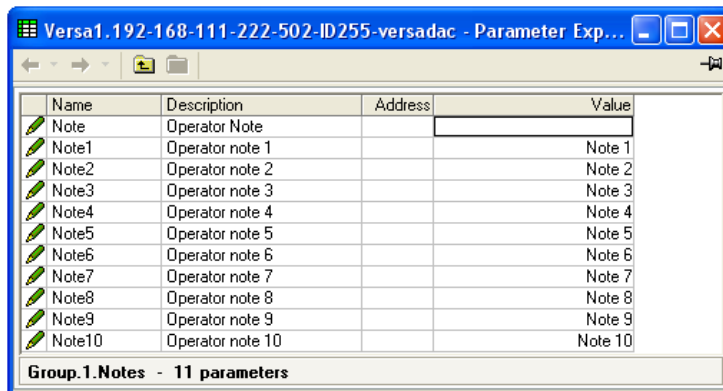 Versa1.192-168-111-222-502-ID255-versadac - Parameter Exp...
Name Description Address Value
Note Operator Note
Note1 Operator note 1 Note 1
Note2 Operator note 2 Note 2
Note3 Operator note 3 Note 3
Note4 Operator note 4 Note 4
Note5 Operator note 5 Note 5
Note6 Operator note 6 Note 6
Note7 Operator note 7 Note 7
Note8 Operator note 8 Note 8
Note9 Operator note 9 Note 9
Note10 Operator note 10 Note 10
Group.1.Notes - 11 parameters